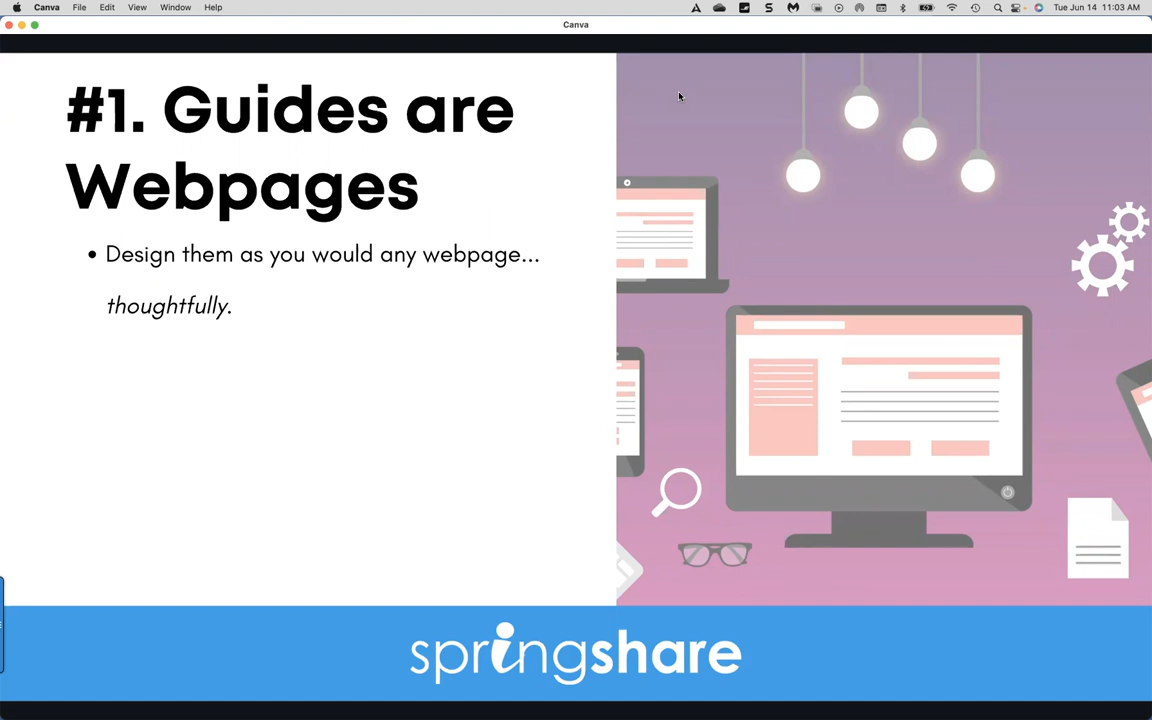 Canva File Edit View Window Help Tue Jun 14 11:03 AM
Canva
#1. Guides are
Webpages
• Design them as you would any webpage...
thoughtfully.
springshare